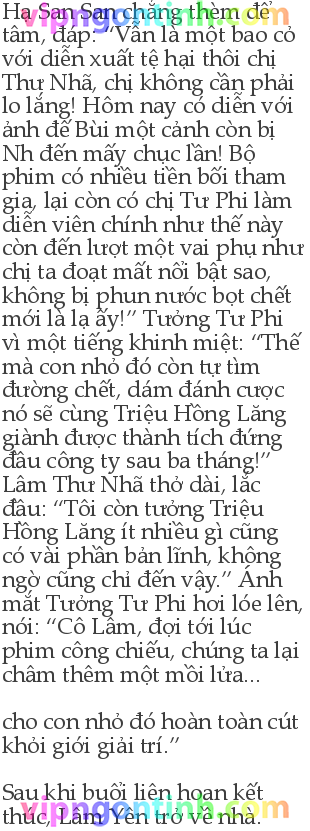 Hạ San San chẳng thèm để
tâm, đáp: “Vẫn là một bao cỏ
với diễn xuất tệ hại thôi chị
Thư Nhã, chị không cần phải
lo lắng! Hôm nay có diễn với
ảnh đế Bùi một cảnh còn bị
Nh đến mấy chục lần! Bộ
phim có nhiều tiền bối tham
gia, lại còn có chị Tư Phi làm
diễn viên chính như thế này
còn đến lượt một vai phụ như
chị ta đoạt mất nổi bật sao,
không bị phun nước bọt chết
mới là lạ ấy!” Tưởng Tư Phi
vì một tiếng khinh miệt: “Thế
mà con nhỏ đó còn tự tìm
đường chết, dám đánh cược
nó sẽ cùng Triệu Hồng Lăng
giành được thành tích đứng
đầu công ty sau ba tháng!”
Lâm Thư Nhã thở dài, lắc
đầu: “Tôi còn tưởng Triệu
Hồng Lăng ít nhiều gì cũng
có vài phần bản lĩnh, không
ngờ cũng chỉ đến vậy.” Ánh
mắt Tưởng Tư Phi hơi lóe lên,
nói: “Cô Lâm, đợi tới lúc
phim công chiếu, chúng ta lại
châm thêm một mồi lửa...
cho con nhỏ đó hoàn toàn cút
khỏi giới giải trí.”
Sau khi buổi liên hoan kết
thúc, Lâm Yên trở về nhà.
vipngontinh.com
vipngontinh.com